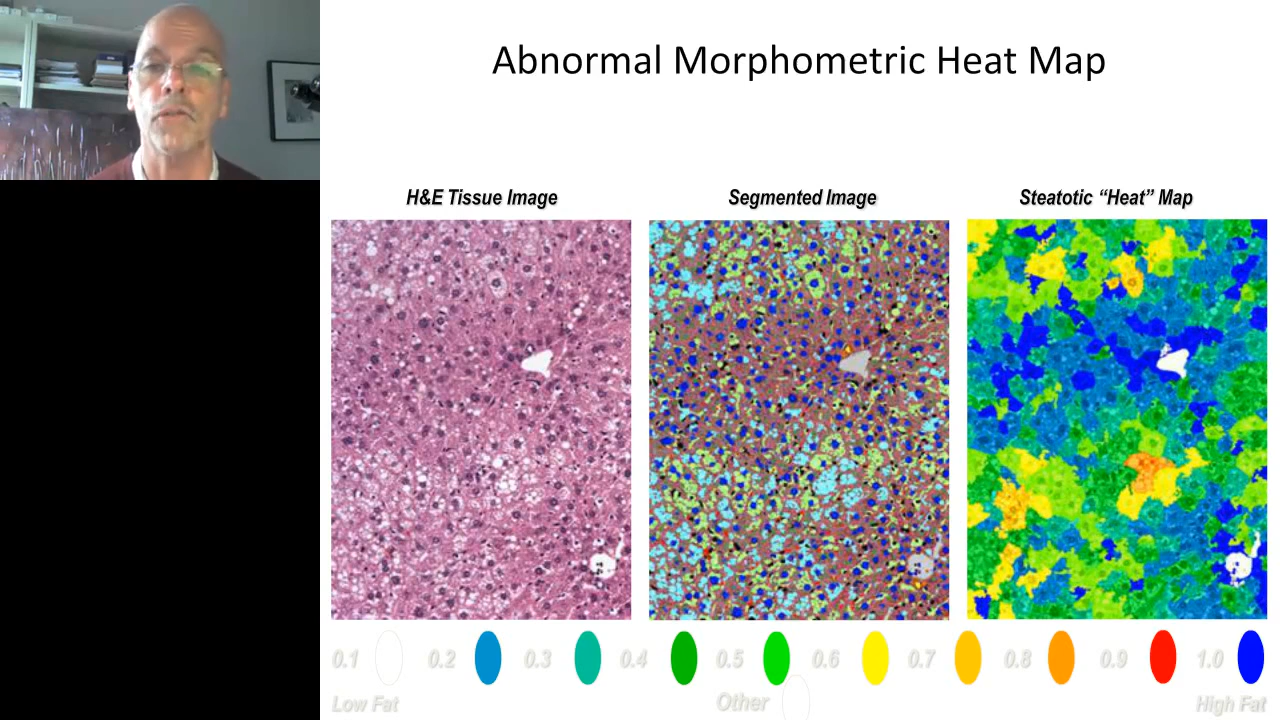 Abnormal Morphometric Heat Map
H&E Tissue Image
Segmented Image
Steatotic “Heat” Map
0.1 0.2 0.3 0.4 0.5 0.6 0.7 0.8 0.9 1.0
Low Fat Other High Fat